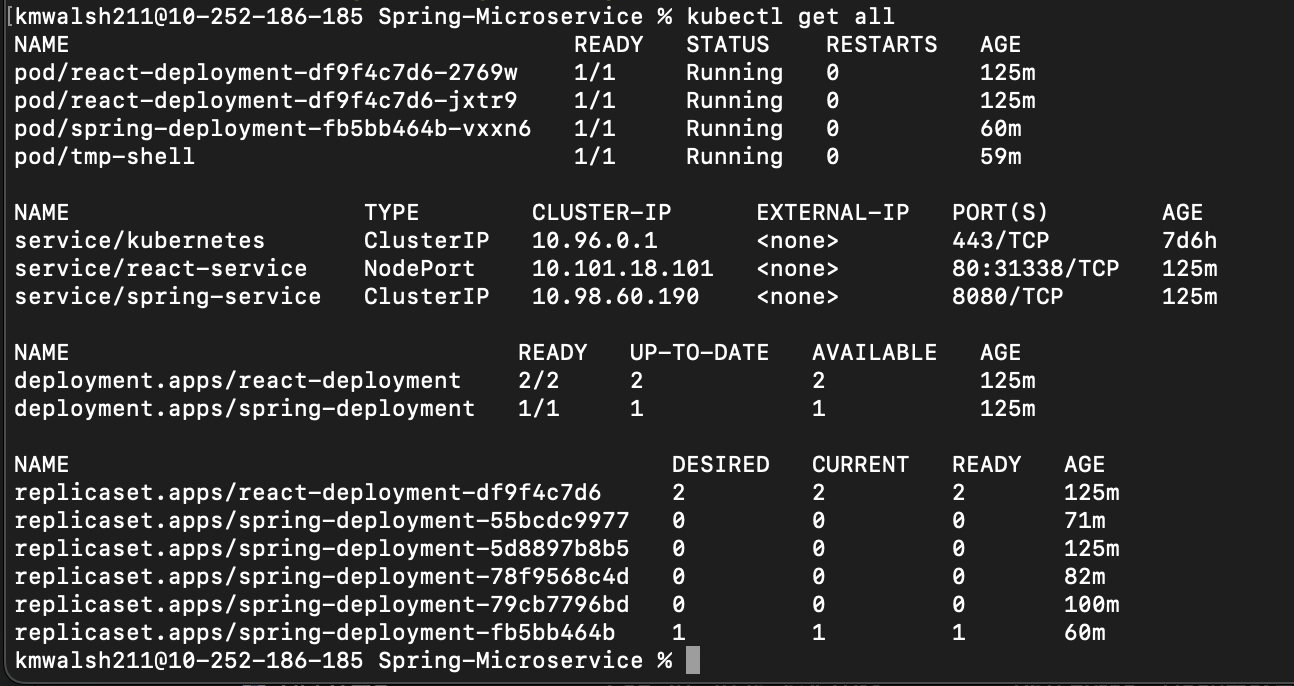 [kmwalsh211@10-252-186-185 Spring-Microservice % kubectl get all
NAME READY STATUS RESTARTS AGE
pod/react-deployment-df9f4c7d6-2769w 1/1 Running 0 125m
pod/react-deployment-df9f4c7d6-jxtr9 1/1 Running 0 125m
pod/spring-deployment-fb5bb464b-vxxn6 1/1 Running 0 60m
pod/tmp-shell 1/1 Running 0 59m
NAME TYPE CLUSTER-IP EXTERNAL-IP PORT(S) AGE
service/kubernetes ClusterIP 10.96.0.1 <none> 443/TCP 7d6h
service/react-service NodePort 10.101.18.101 <none> 80:31338/TCP 125m
service/spring-service ClusterIP 10.98.60.190 <none> 8080/TCP 125m
NAME READY UP-TO-DATE AVAILABLE AGE
deployment.apps/react-deployment 2/2 2 2 125m
deployment.apps/spring-deployment 1/1 1 1 125m
NAME DESIRED CURRENT READY AGE
replicaset.apps/react-deployment-df9f4c7d6 2 2 2 125m
replicaset.apps/spring-deployment-55bcdc9977 0 0 0 71m
replicaset.apps/spring-deployment-5d8897b8b5 0 0 0 125m
replicaset.apps/spring-deployment-78f9568c4d 0 0 0 82m
replicaset.apps/spring-deployment-79cb7796bd 0 0 0 100m
replicaset.apps/spring-deployment-fb5bb464b 1 1 1 60m
kmwalsh211@10-252-186-185 Spring-Microservice %